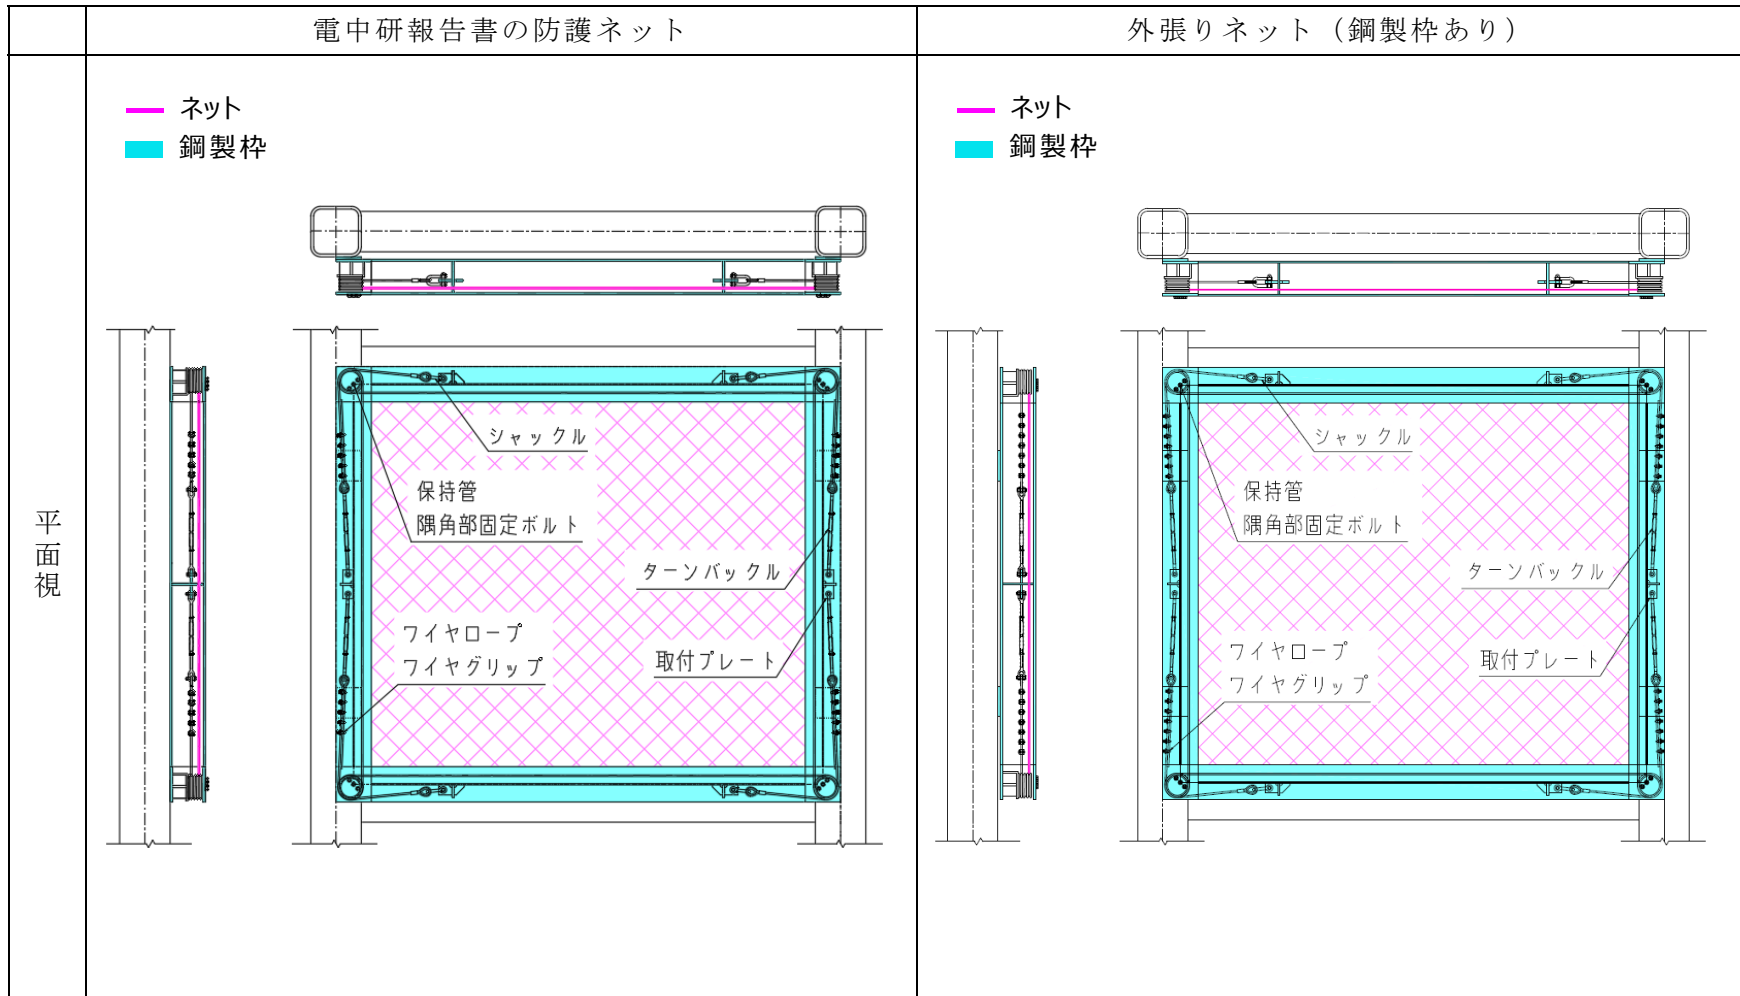 電中研報告書の防護ネット
外張りネット（鋼製枠あり）
平面視
ネット
鋼製枠
シャックル
保持管
隅角部固定ボルト
ターンバックル
ワイヤロープ
ワイヤグリップ
取付プレート
ネット
鋼製枠
シャックル
保持管
隅角部固定ボルト
ターンバックル
ワイヤロープ
ワイヤグリップ
取付プレート